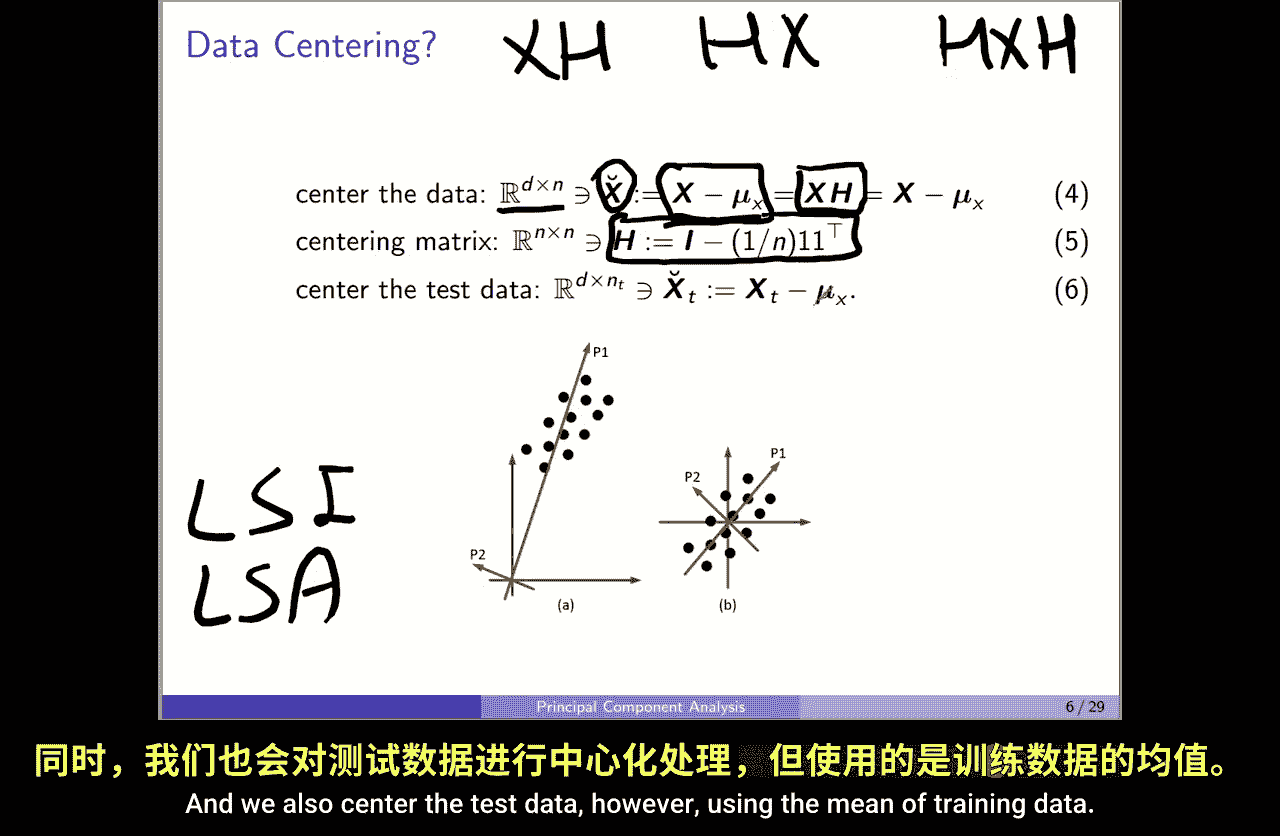 Data Centering?
XH HX HXH
center the data: ℝ^{d×n} ∋ X̆ := X − μ_x = XH = X − μ_x (4)
centering matrix: ℝ^{n×n} ∋ H := I − (1/n)11^⊤ (5)
center the test data: ℝ^{d×n_t} ∋ X̆_t := X_t − μ_x. (6)
P1
P2
(a)
P1
P2
(b)
LSI
LSA
Principal Component Analysis
6 / 29
同时，我们也会对测试数据进行中心化处理，但使用的是训练数据的均值。
And we also center the test data, however, using the mean of training data.